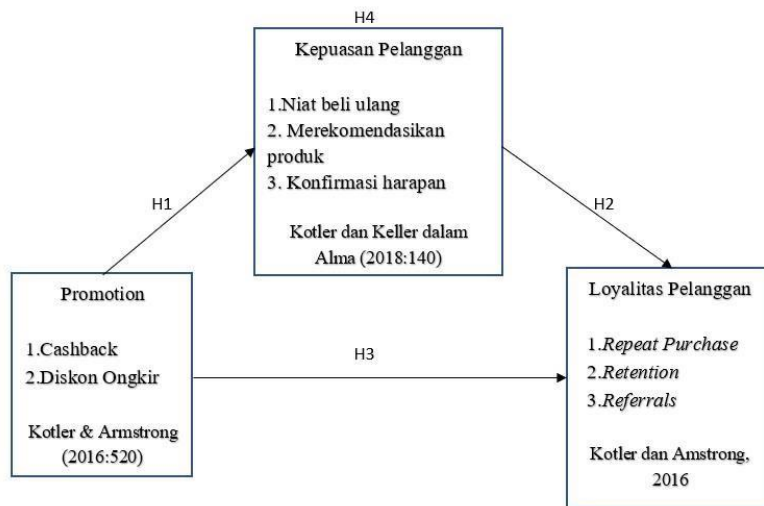 H4
Kepuasan Pelanggan
1.Niat beli ulang
2. Merekomendasikan
produk
3. Konfirmasi harapan
Kotler dan Keller dalam
Alma (2018:140)
H1
H2
Promotion
1.Cashback
2.Diskon Ongkir
Kotler & Armstrong
(2016:520)
H3
Loyalitas Pelanggan
1.Repeat Purchase
2.Retention
3.Referrals
Kotler dan Amstrong,
2016